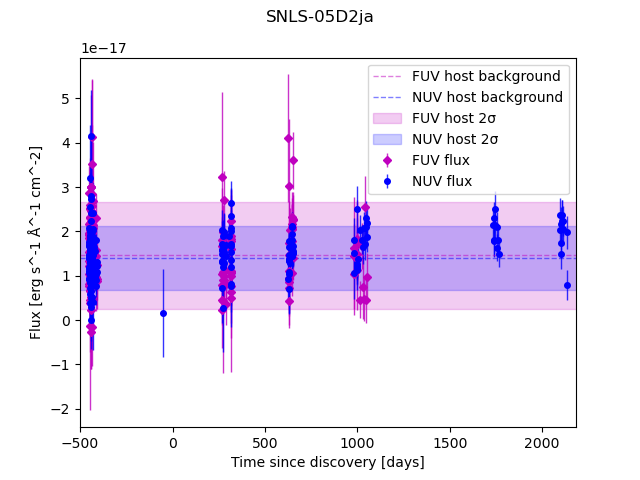 SNLS-05D2ja
1e−17
FUV host background
NUV host background
FUV host 2σ
NUV host 2σ
FUV flux
NUV flux
5
4
3
2
1
0
−1
−2
Flux [erg s^-1 Å^-1 cm^-2]
−500
0
500
1000
1500
2000
Time since discovery [days]